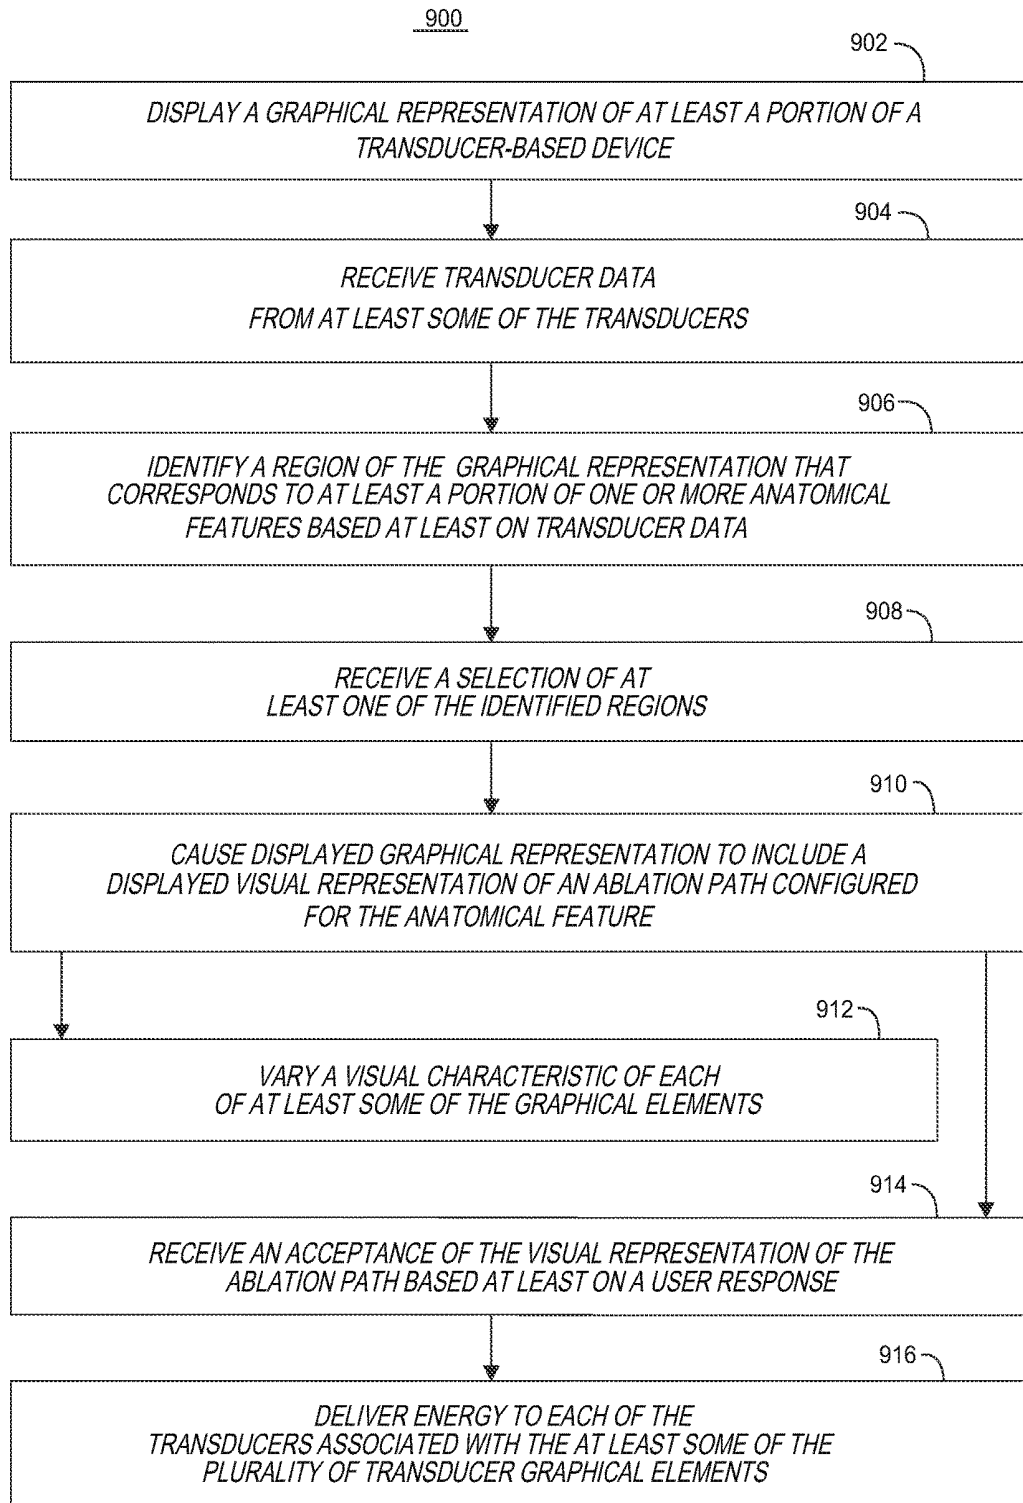 900
902
DISPLAY A GRAPHICAL REPRESENTATION OF AT LEAST A PORTION OF A
TRANSDUCER-BASED DEVICE
904
RECEIVE TRANSDUCER DATA
FROM AT LEAST SOME OF THE TRANSDUCERS
906
IDENTIFY A REGION OF THE GRAPHICAL REPRESENTATION THAT
CORRESPONDS TO AT LEAST A PORTION OF ONE OR MORE ANATOMICAL
FEATURES BASED AT LEAST ON TRANSDUCER DATA
908
RECEIVE A SELECTION OF AT
LEAST ONE OF THE IDENTIFIED REGIONS
910
CAUSE DISPLAYED GRAPHICAL REPRESENTATION TO INCLUDE A
DISPLAYED VISUAL REPRESENTATION OF AN ABLATION PATH CONFIGURED
FOR THE ANATOMICAL FEATURE
912
VARY A VISUAL CHARACTERISTIC OF EACH
OF AT LEAST SOME OF THE GRAPHICAL ELEMENTS
914
RECEIVE AN ACCEPTANCE OF THE VISUAL REPRESENTATION OF THE
ABLATION PATH BASED AT LEAST ON A USER RESPONSE
916
DELIVER ENERGY TO EACH OF THE
TRANSDUCERS ASSOCIATED WITH THE AT LEAST SOME OF THE
PLURALITY OF TRANSDUCER GRAPHICAL ELEMENTS